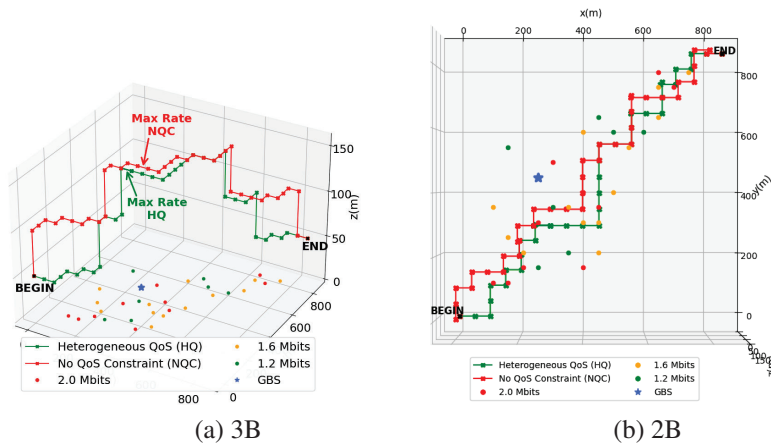 Max Rate
NQC
Max Rate
HQ
BEGIN
END
150
100
50
0
z(m)
800
600
800
0
Heterogeneous QoS (HQ)
No QoS Constraint (NQC)
2.0 Mbits
1.6 Mbits
1.2 Mbits
GBS
(a) 3B
x(m)
0
200
400
600
800
END
800
600
y(m)
400
200
0
BEGIN
Heterogeneous QoS (HQ)
No QoS Constraint (NQC)
2.0 Mbits
1.6 Mbits
1.2 Mbits
GBS
(b) 2B